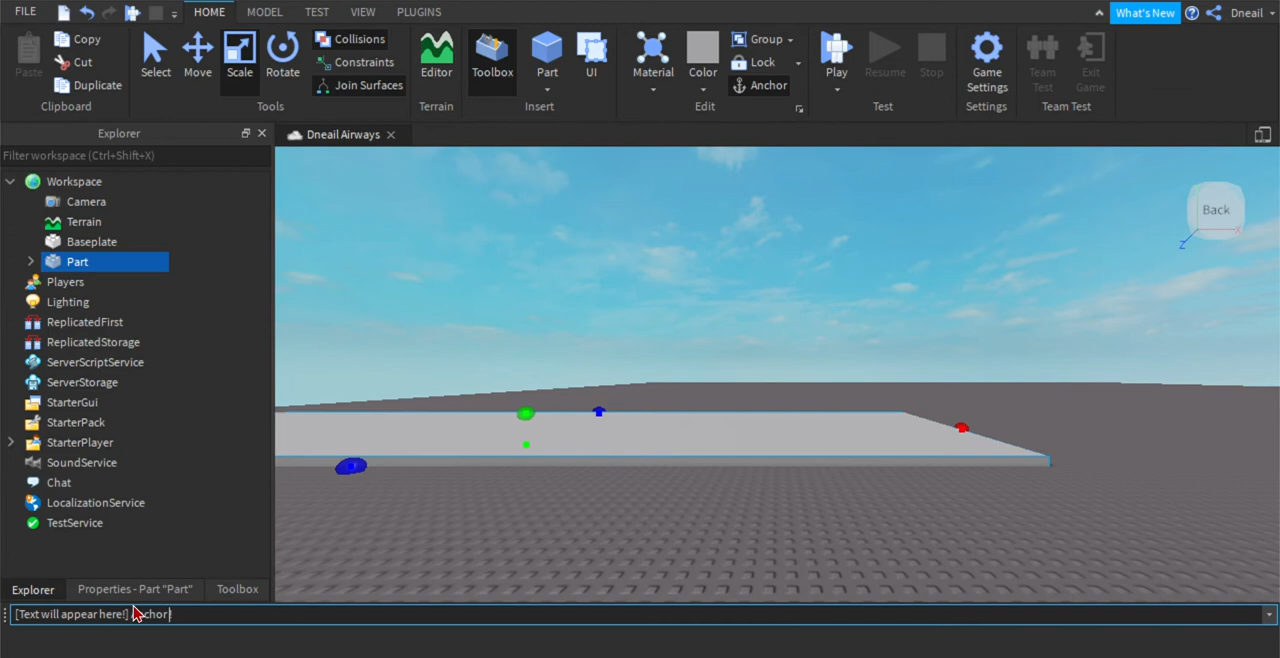 FILE HOME MODEL TEST VIEW PLUGINS What's New Dneail
Copy
Cut
Duplicate
Paste
Clipboard
Select Move Scale Rotate
Collisions
Constraints
Join Surfaces
Tools
Editor
Terrain
Toolbox Part UI
Insert
Material Color
Group
Lock
Anchor
Edit
Play Resume Stop
Test
Game
Settings
Settings
Team
Test
Exit
Game
Team Test
Explorer
Dneail Airways
Filter workspace (Ctrl+Shift+X)
Workspace
Camera
Terrain
Baseplate
Part
Players
Lighting
ReplicatedFirst
ReplicatedStorage
ServerScriptService
ServerStorage
StarterGui
StarterPack
StarterPlayer
SoundService
Chat
LocalizationService
TestService
Back
X
Z
Explorer Properties - Part "Part" Toolbox
[Text will appear here!]